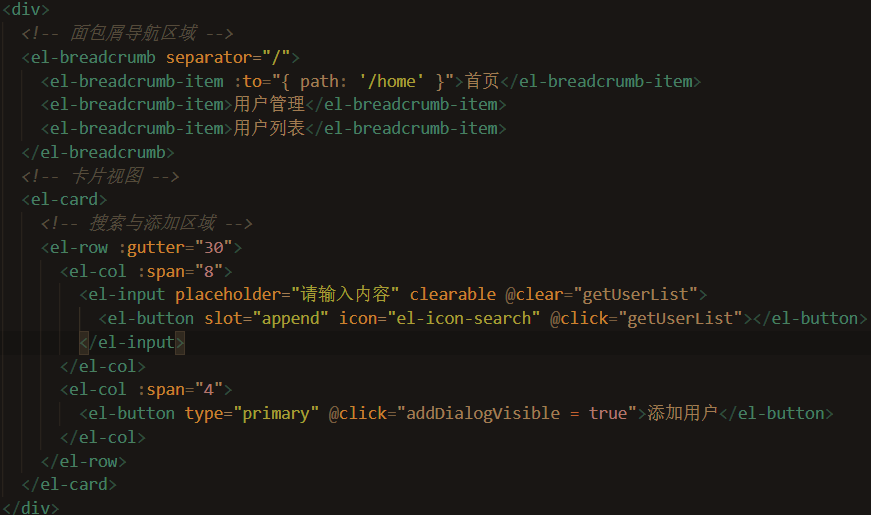 <div>
  <!-- 面包屑导航区域 -->
  <el-breadcrumb separator="/">
    <el-breadcrumb-item :to="{ path: '/home' }">首页</el-breadcrumb-item>
    <el-breadcrumb-item>用户管理</el-breadcrumb-item>
    <el-breadcrumb-item>用户列表</el-breadcrumb-item>
  </el-breadcrumb>
  <!-- 卡片视图 -->
  <el-card>
    <!-- 搜索与添加区域 -->
    <el-row :gutter="30">
      <el-col :span="8">
        <el-input placeholder="请输入内容" clearable @clear="getUserList">
          <el-button slot="append" icon="el-icon-search" @click="getUserList"></el-button>
        </el-input>
      </el-col>
      <el-col :span="4">
        <el-button type="primary" @click="addDialogVisible = true">添加用户</el-button>
      </el-col>
    </el-row>
  </el-card>
</div>